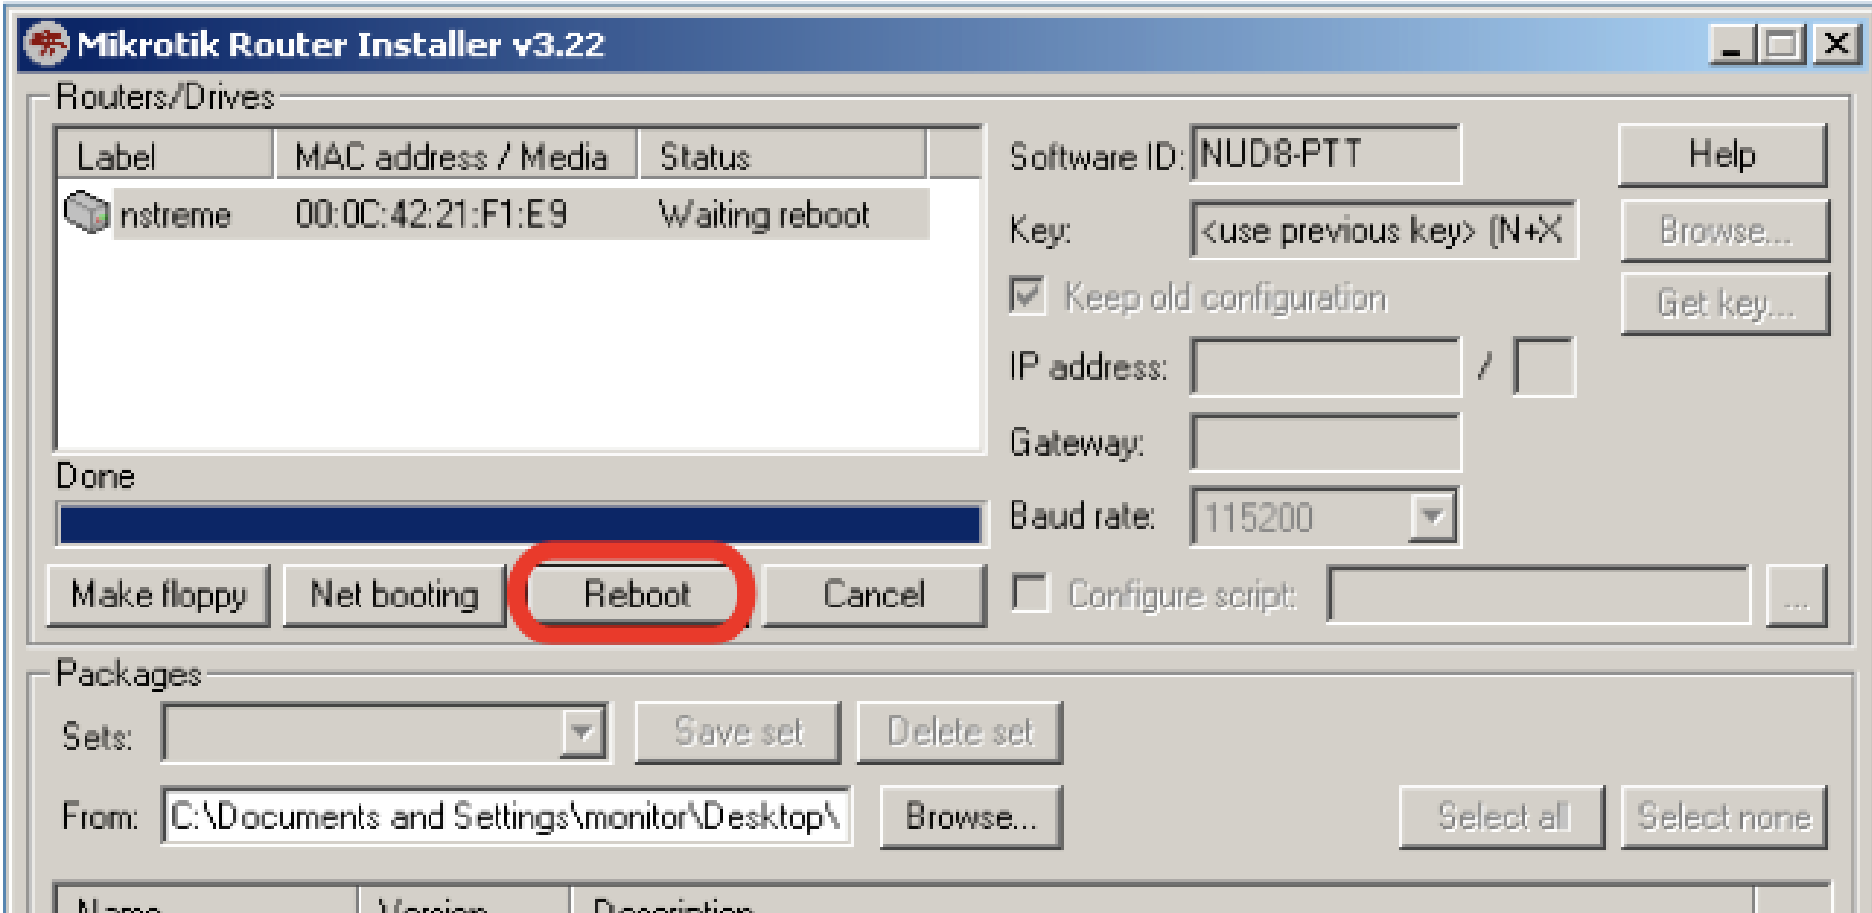 Mikrotik Router Installer v3.22
Routers/Drives
Label MAC address / Media Status
nstreme 00:0C:42:21:F1:E9 Waiting reboot
Done
Make floppy Net booting Reboot Cancel
Software ID: NUD8-PTT Help
Key: <use previous key> (N+X Browse...
Keep old configuration Get key...
IP address: /
Gateway:
Baud rate: 115200
Configure script: ...
Packages
Sets: Save set Delete set
From: C:\Documents and Settings\monitor\Desktop\ Browse... Select all Select none
Name Version Description